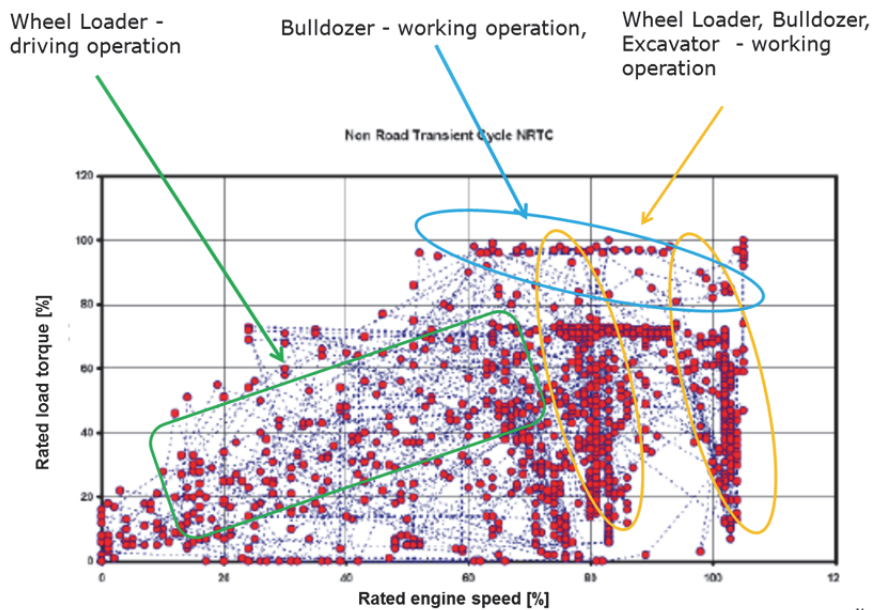 Wheel Loader -
driving operation
Bulldozer - working operation,
Wheel Loader, Bulldozer,
Excavator - working
operation
Non Road Transient Cycle NRTC
Rated load torque [%]
120
100
80
60
40
20
0
0
20
40
60
80
100
12
Rated engine speed [%]